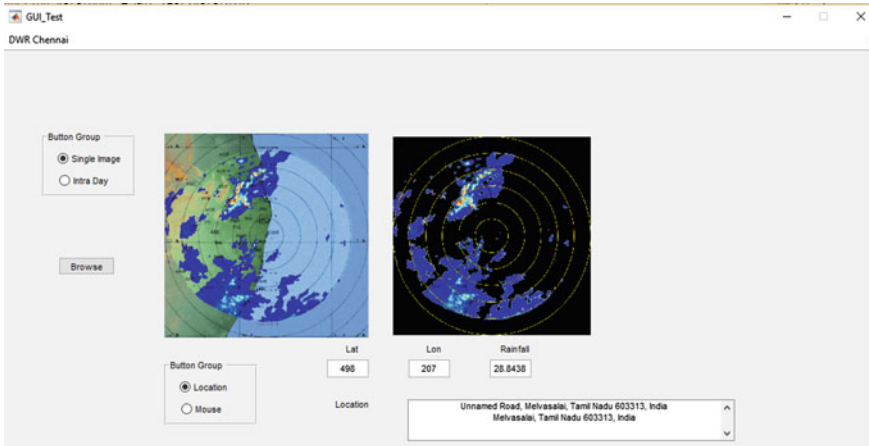 GUI_Test
DWR Chennai
Button Group
Single Image
Intra Day
Browse
Lat
Lon
Rainfall
498
207
28.8438
Button Group
Location
Mouse
Location
Unnamed Road, Melvasalai, Tamil Nadu 603313, India
Melvasalai, Tamil Nadu 603313, India